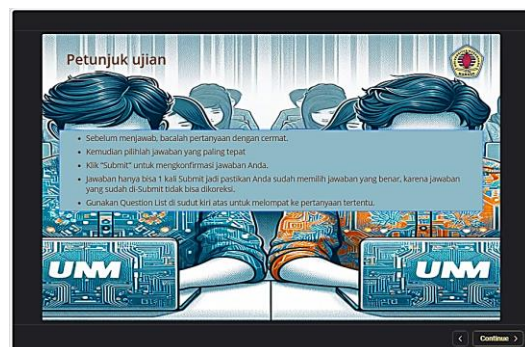 Petunjuk ujian
• Sebelum menjawab, bacalah pertanyaan dengan cermat.
• Kemudian pilihlah jawaban yang paling tepat
• Klik "Submit" untuk mengkonfirmasi jawaban Anda.
• Jawaban hanya bisa 1 kali Submit jadi pastikan Anda sudah memilih jawaban yang benar, karena jawaban
yang sudah di-Submit tidak bisa dikoreksi.
• Gunakan Question List di sudut kiri atas untuk melompat ke pertanyaan tertentu.
UNM
UNM
Continue